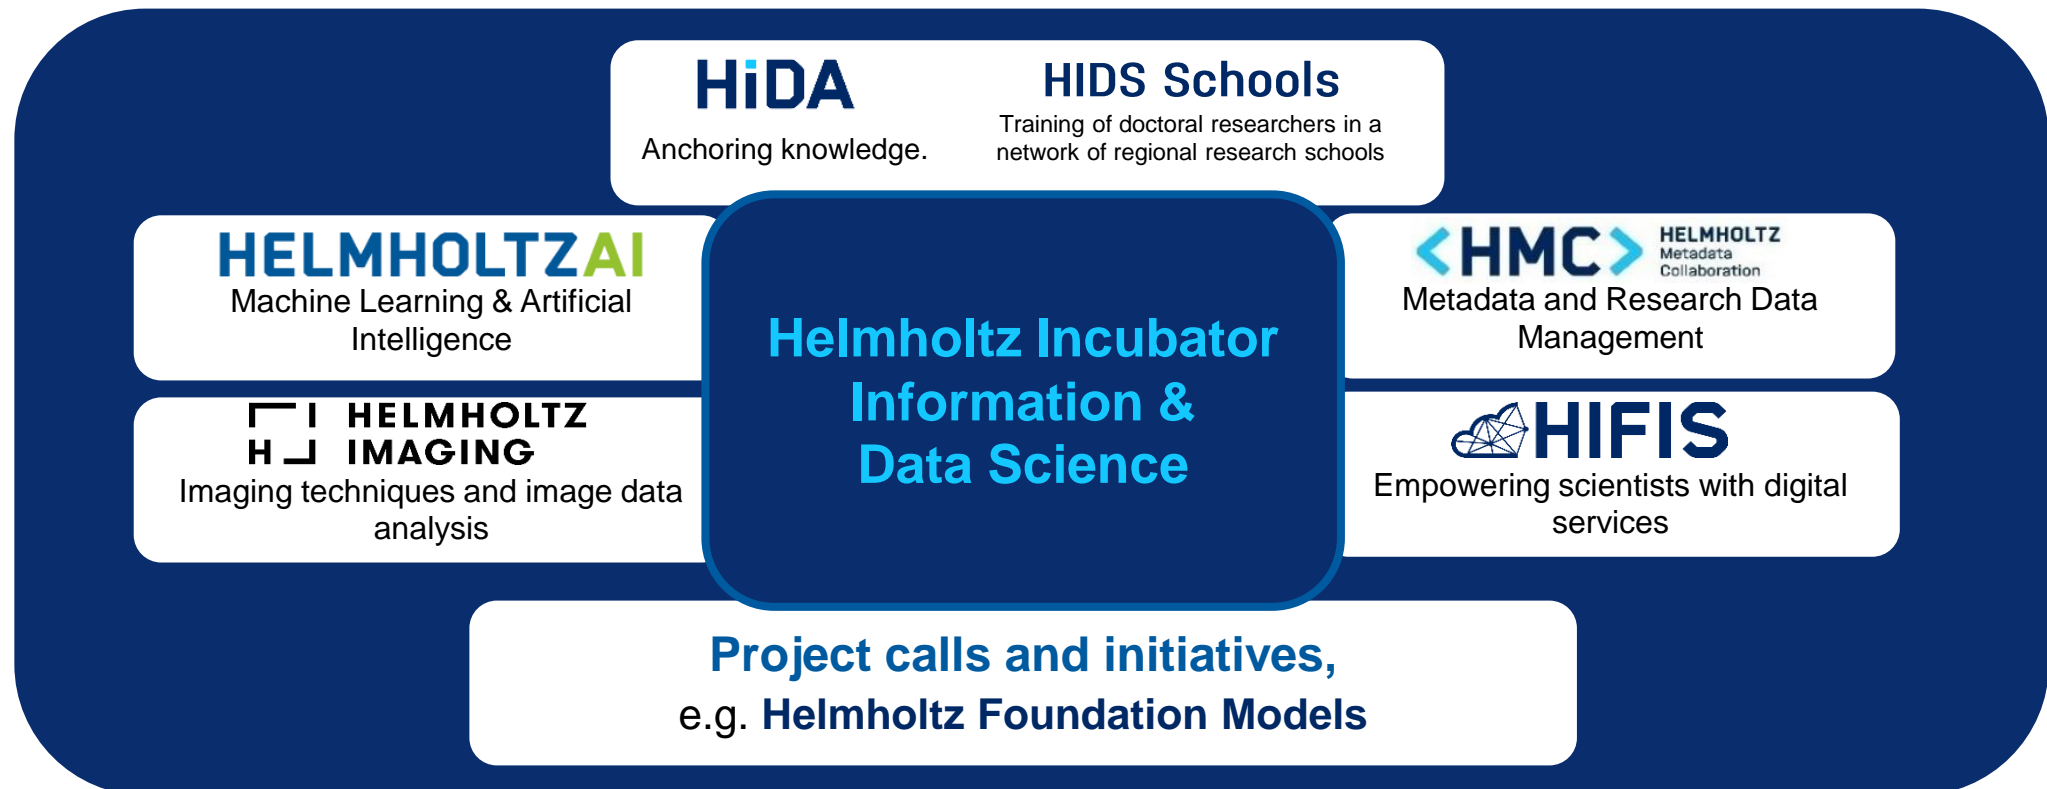 HiDA
Anchoring knowledge.
HIDS Schools
Training of doctoral researchers in a
network of regional research schools
HELMHOLTZAI
Machine Learning & Artificial
Intelligence
<HMC> HELMHOLTZ
Metadata
Collaboration
Metadata and Research Data
Management
Helmholtz Incubator
Information &
Data Science
HELMHOLTZ
IMAGING
Imaging techniques and image data
analysis
HIFIS
Empowering scientists with digital
services
Project calls and initiatives,
e.g. Helmholtz Foundation Models